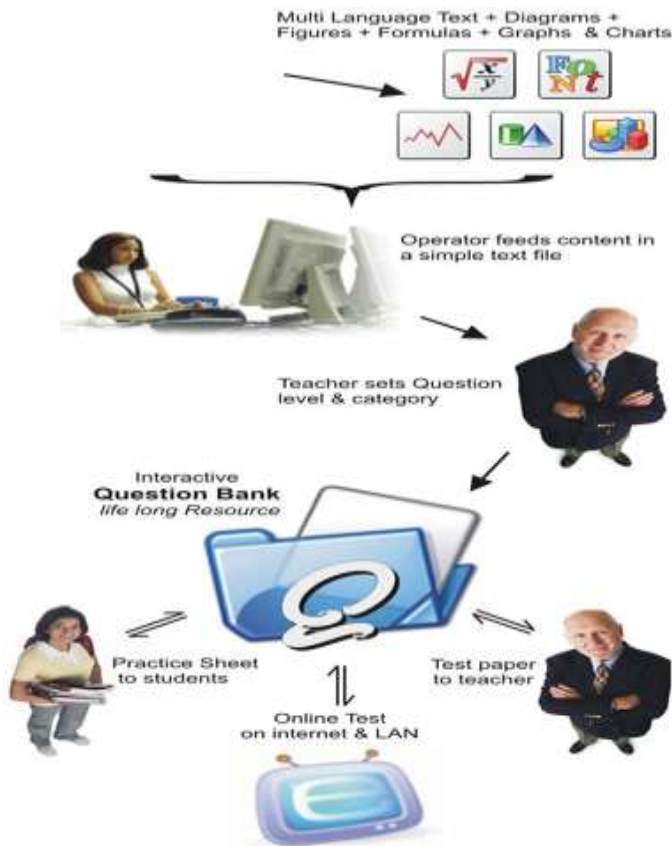 Multi Language Text + Diagrams +
Figures + Formulas + Graphs & Charts
√x/y
FONt
Operator feeds content in
a simple text file
Teacher sets Question
level & category
Interactive
Question Bank
life long Resource
Q
Practice Sheet
to students
Test paper
to teacher
Online Test
on internet & LAN
e